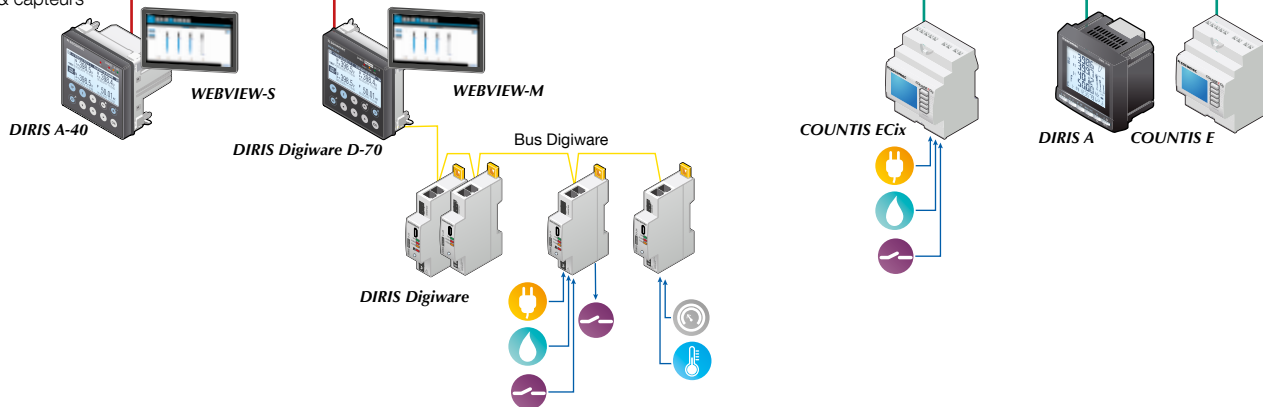 & capteurs
WEBVIEW-S
WEBVIEW-M
DIRIS A-40
DIRIS Digiware D-70
Bus Digiware
COUNTIS ECix
DIRIS A
COUNTIS E
DIRIS Digiware